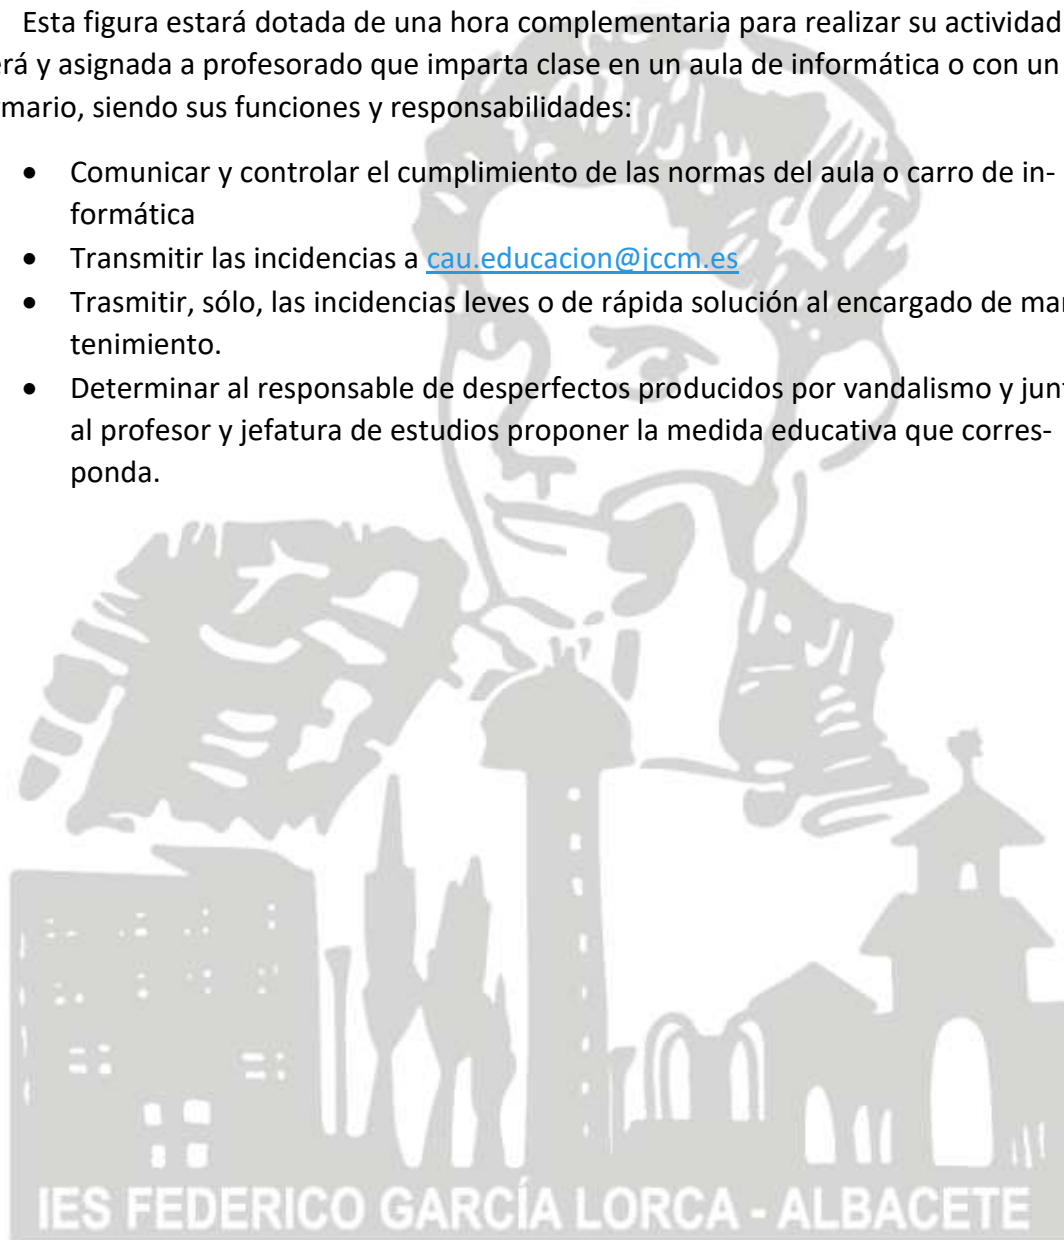 Esta figura estará dotada de una hora complementaria para realizar su actividad
erá y asignada a profesorado que imparta clase en un aula de informática o con un
mario, siendo sus funciones y responsabilidades:
• Comunicar y controlar el cumplimiento de las normas del aula o carro de in-
formática
• Transmitir las incidencias a cau.educacion@jccm.es
• Trasmitir, sólo, las incidencias leves o de rápida solución al encargado de man
tenimiento.
• Determinar al responsable de desperfectos producidos por vandalismo y junt
al profesor y jefatura de estudios proponer la medida educativa que corres-
ponda.
IES FEDERICO GARCÍA LORCA - ALBACETE